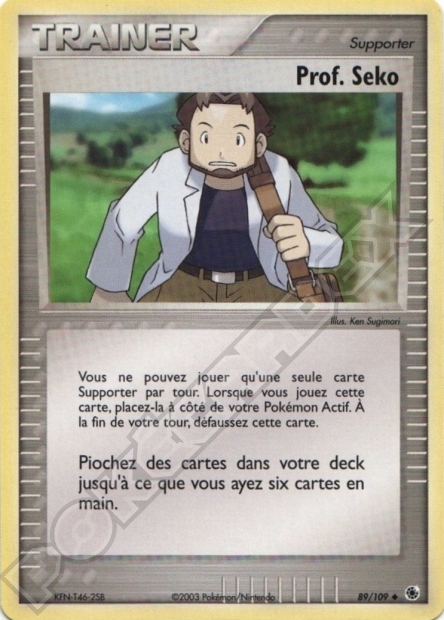 TRAINER
Supporter
Prof. Seko
Illus. Ken Sugimori
Vous ne pouvez jouer qu'une seule carte
Supporter par tour. Lorsque vous jouez cette
carte, placez-la à côté de votre Pokémon Actif. À
la fin de votre tour, défaussez cette carte.
Piochez des cartes dans votre deck
jusqu'à ce que vous ayez six cartes en
main.
KFN-T46-2SB
©2003 Pokémon/Nintendo
89/109